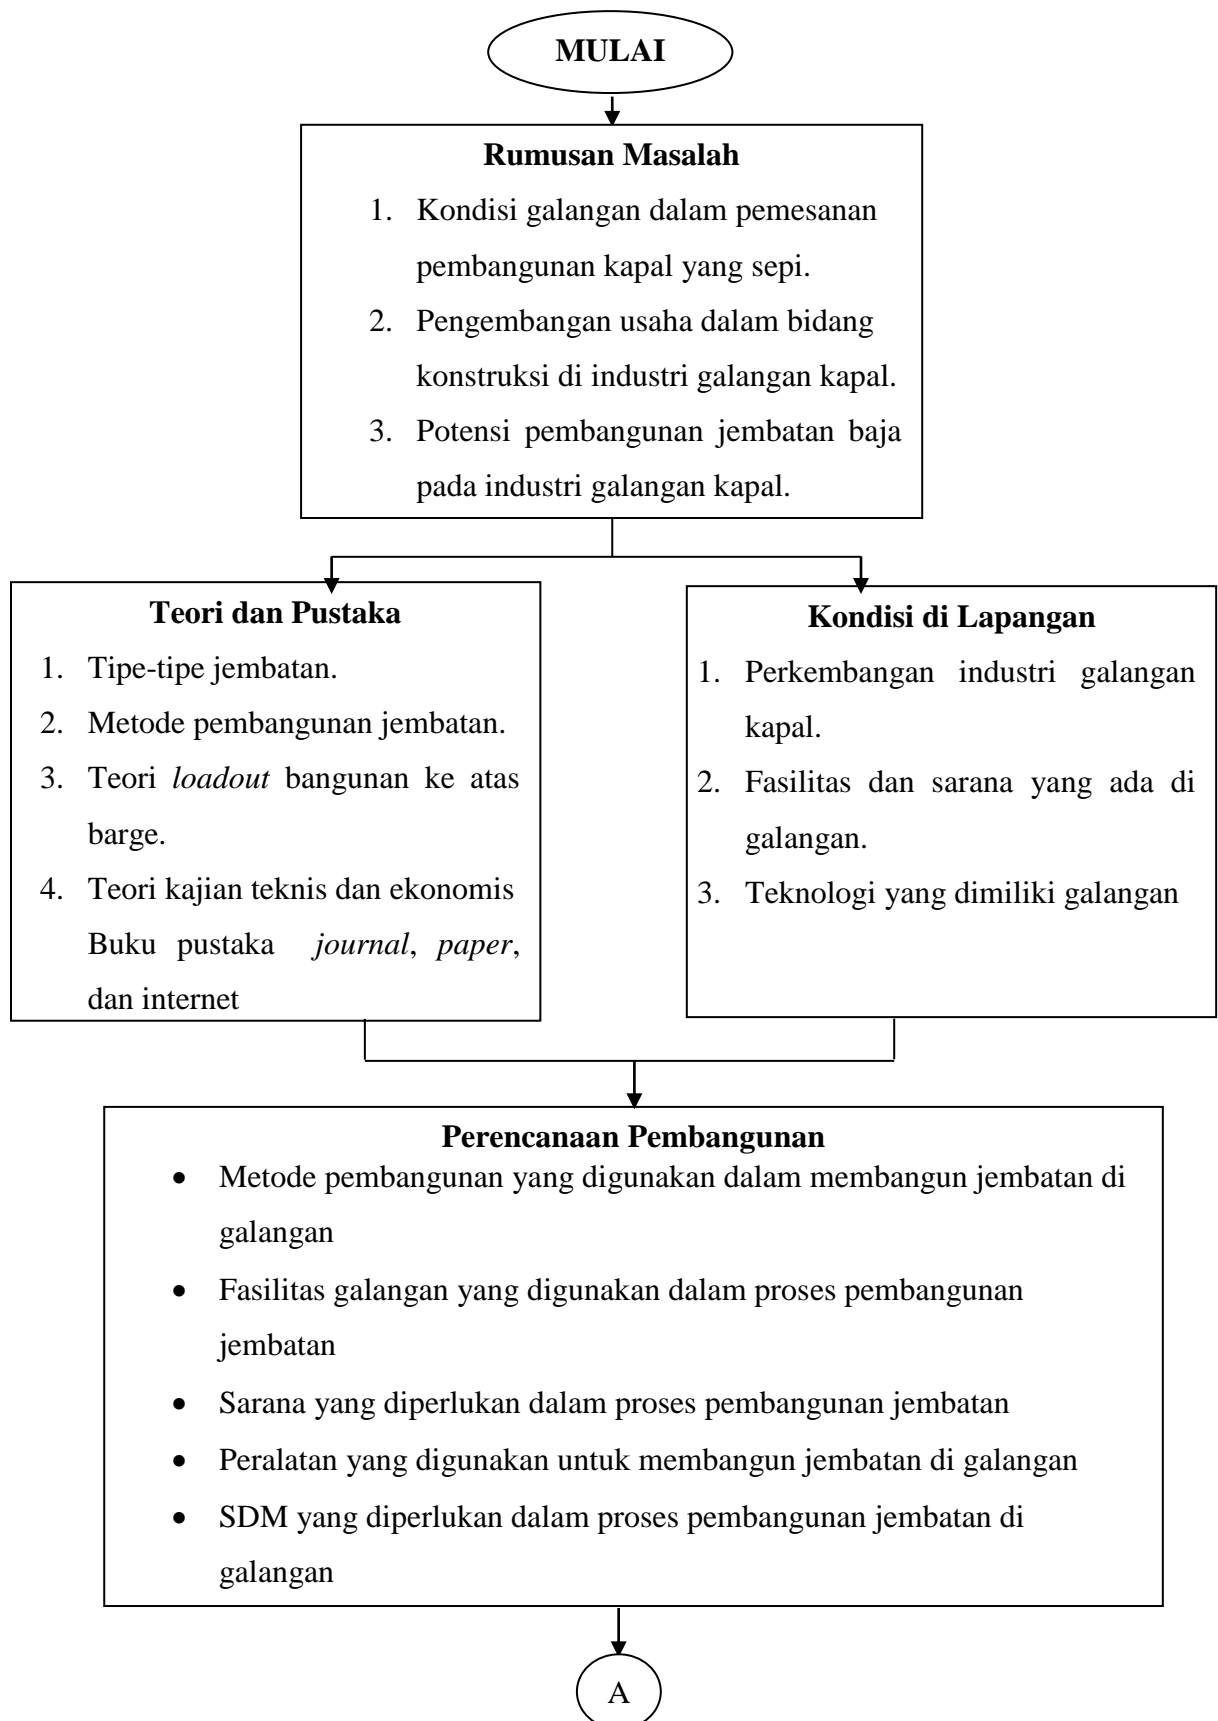 MULAI
Rumusan Masalah
1. Kondisi galangan dalam pemesanan
pembangunan kapal yang sepi.
2. Pengembangan usaha dalam bidang
konstruksi di industri galangan kapal.
3. Potensi pembangunan jembatan baja
pada industri galangan kapal.
Teori dan Pustaka
1. Tipe-tipe jembatan.
2. Metode pembangunan jembatan.
3. Teori loadout bangunan ke atas
barge.
4. Teori kajian teknis dan ekonomis
Buku pustaka journal, paper,
dan internet
Kondisi di Lapangan
1. Perkembangan industri galangan
kapal.
2. Fasilitas dan sarana yang ada di
galangan.
3. Teknologi yang dimiliki galangan
Perencanaan Pembangunan
• Metode pembangunan yang digunakan dalam membangun jembatan di
galangan
• Fasilitas galangan yang digunakan dalam proses pembangunan
jembatan
• Sarana yang diperlukan dalam proses pembangunan jembatan
• Peralatan yang digunakan untuk membangun jembatan di galangan
• SDM yang diperlukan dalam proses pembangunan jembatan di
galangan
A